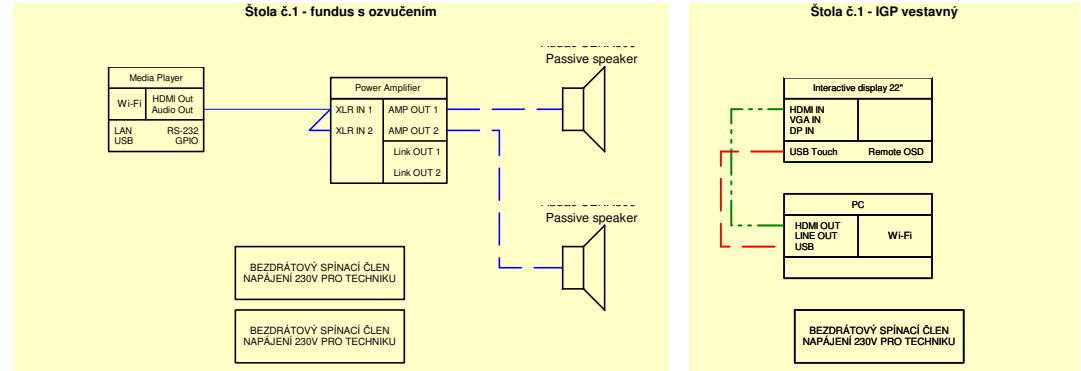 Štola č.1 - fundus s ozvučením
Media Player
Wi-Fi
HDMI Out
Audio Out
LAN
RS-232
USB
GPIO
Power Amplifier
XLR IN 1
AMP OUT 1
XLR IN 2
AMP OUT 2
Link OUT 1
Link OUT 2
Passive speaker
Passive speaker
BEZDRÁTOVÝ SPÍNACÍ ČLEN
NAPÁJENÍ 230V PRO TECHNIKU
BEZDRÁTOVÝ SPÍNACÍ ČLEN
NAPÁJENÍ 230V PRO TECHNIKU
Štola č.1 - IGP vestavný
Interactive display 22"
HDMI IN
VGA IN
DP IN
USB Touch
Remote OSD
PC
HDMI OUT
LINE OUT
USB
Wi-Fi
BEZDRÁTOVÝ SPÍNACÍ ČLEN
NAPÁJENÍ 230V PRO TECHNIKU